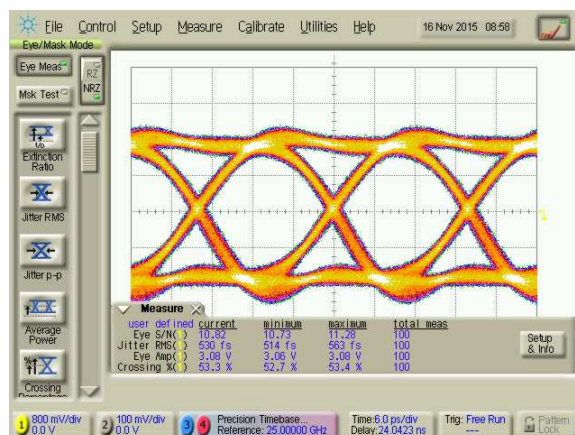 File Control Setup Measure Calibrate Utilities Help 16 Nov 2015 08:58
Eye/Mask Mode
Eye Meas
RZ
NRZ
Msk Test
Extinction
Ratio
Jitter RMS
Jitter p-p
Average
Power
Crossing
Measure
user defined current minimum maximum total meas
Eye S/N(1) 10.82 10.73 11.28 100
Jitter RMS(1) 530 fs 514 fs 563 fs 100
Eye Amp(1) 3.08 V 3.06 V 3.08 V 100
Crossing %(1) 53.3 % 52.7 % 53.4 % 100
Setup
& Info
1 800 mV/div
0.0 V
2 100 mV/div
0.0 V
3 4 Precision Timebase...
Reference: 25.00000 GHz
Time:6.0 ps/div
Delay:24.0423 ns
Trig: Free Run
---
Pattern
Lock